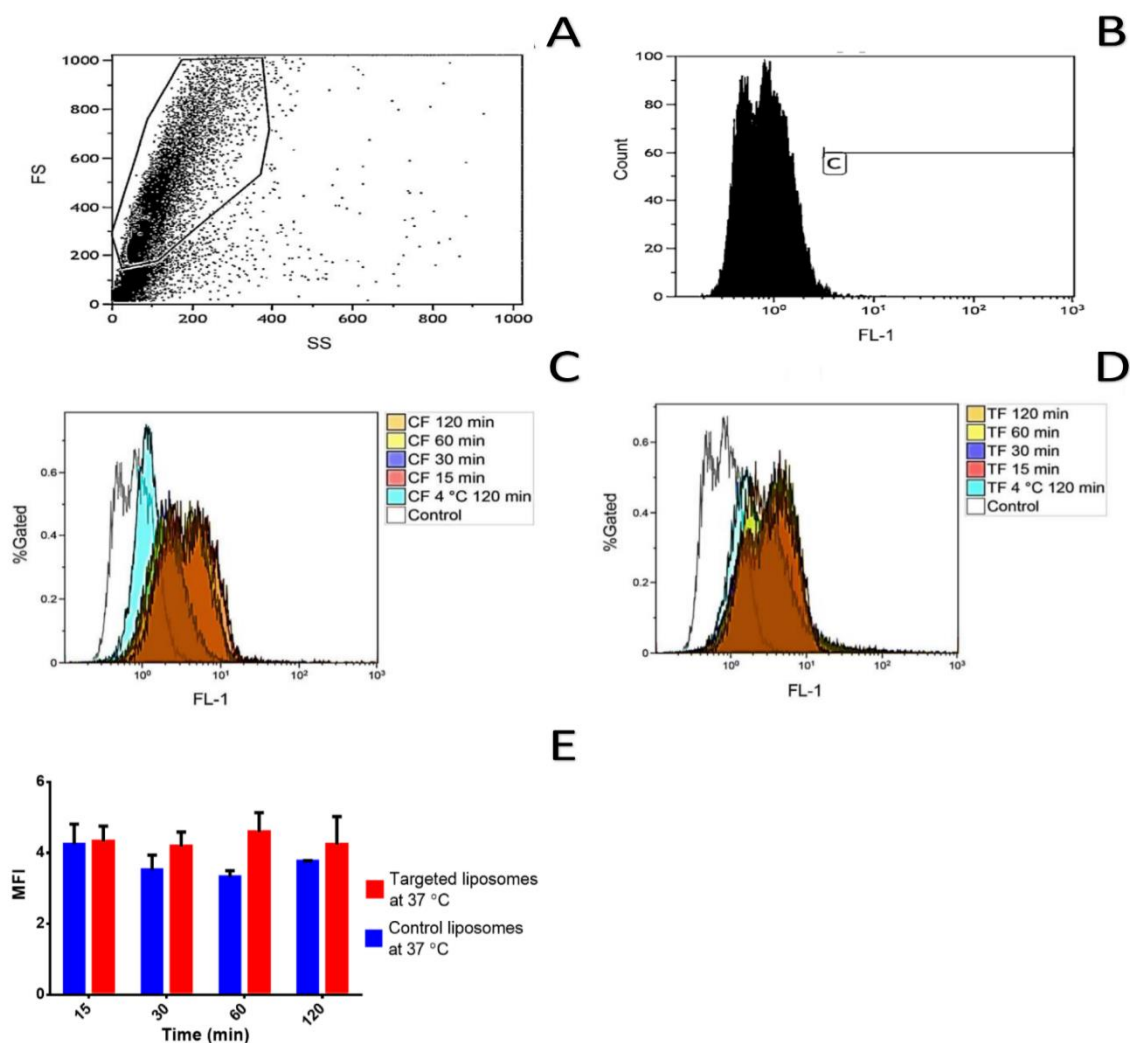 A
1000
800
600
400
200
0
FS
0 200 400 600 800 1000
SS
B
100
80
60
40
20
0
Count
C
10⁰ 10¹ 10² 10³
FL-1
C
0.6
0.4
0.2
0
%Gated
10⁰ 10¹ 10² 10³
FL-1
CF 120 min
CF 60 min
CF 30 min
CF 15 min
CF 4 °C 120 min
Control
D
0.6
0.4
0.2
0
%Gated
10⁰ 10¹ 10² 10³
FL-1
TF 120 min
TF 60 min
TF 30 min
TF 15 min
TF 4 °C 120 min
Control
E
6
4
2
0
MFI
15 30 60 120
Time (min)
Targeted liposomes
at 37 °C
Control liposomes
at 37 °C